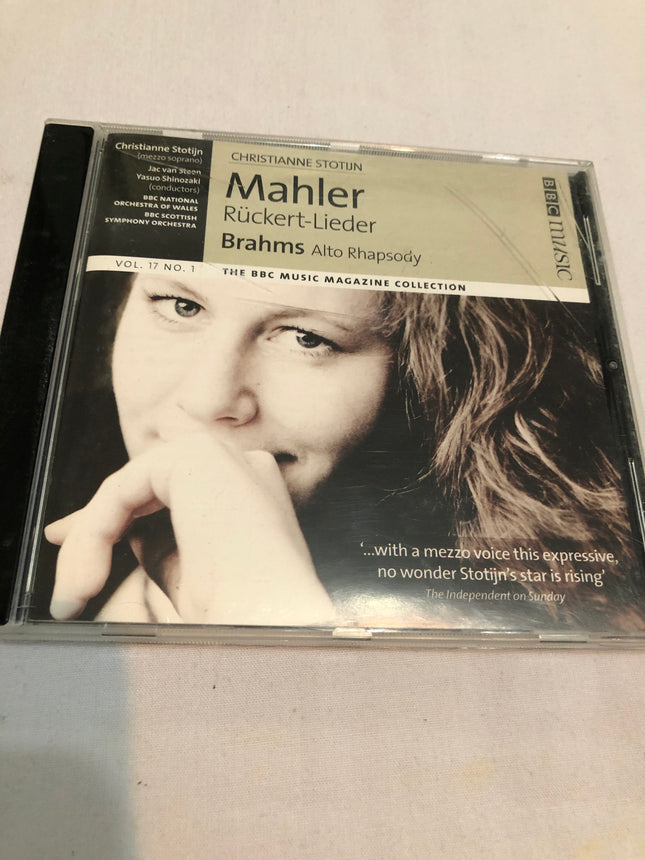 Christianne Stotijn
(mezzo soprano)
Jac van Steen
Yasuo Shinozaki
(conductors)
BBC NATIONAL
ORCHESTRA OF WALES
BBC SCOTTISH
SYMPHONY ORCHESTRA
CHRISTIANNE STOTIJN
Mahler
Rückert-Lieder
Brahms Alto Rhapsody
BBC MUSIC
VOL. 17 NO. 1 THE BBC MUSIC MAGAZINE COLLECTION
‘...with a mezzo voice this expressive,
no wonder Stotijn’s star is rising’
The Independent on Sunday